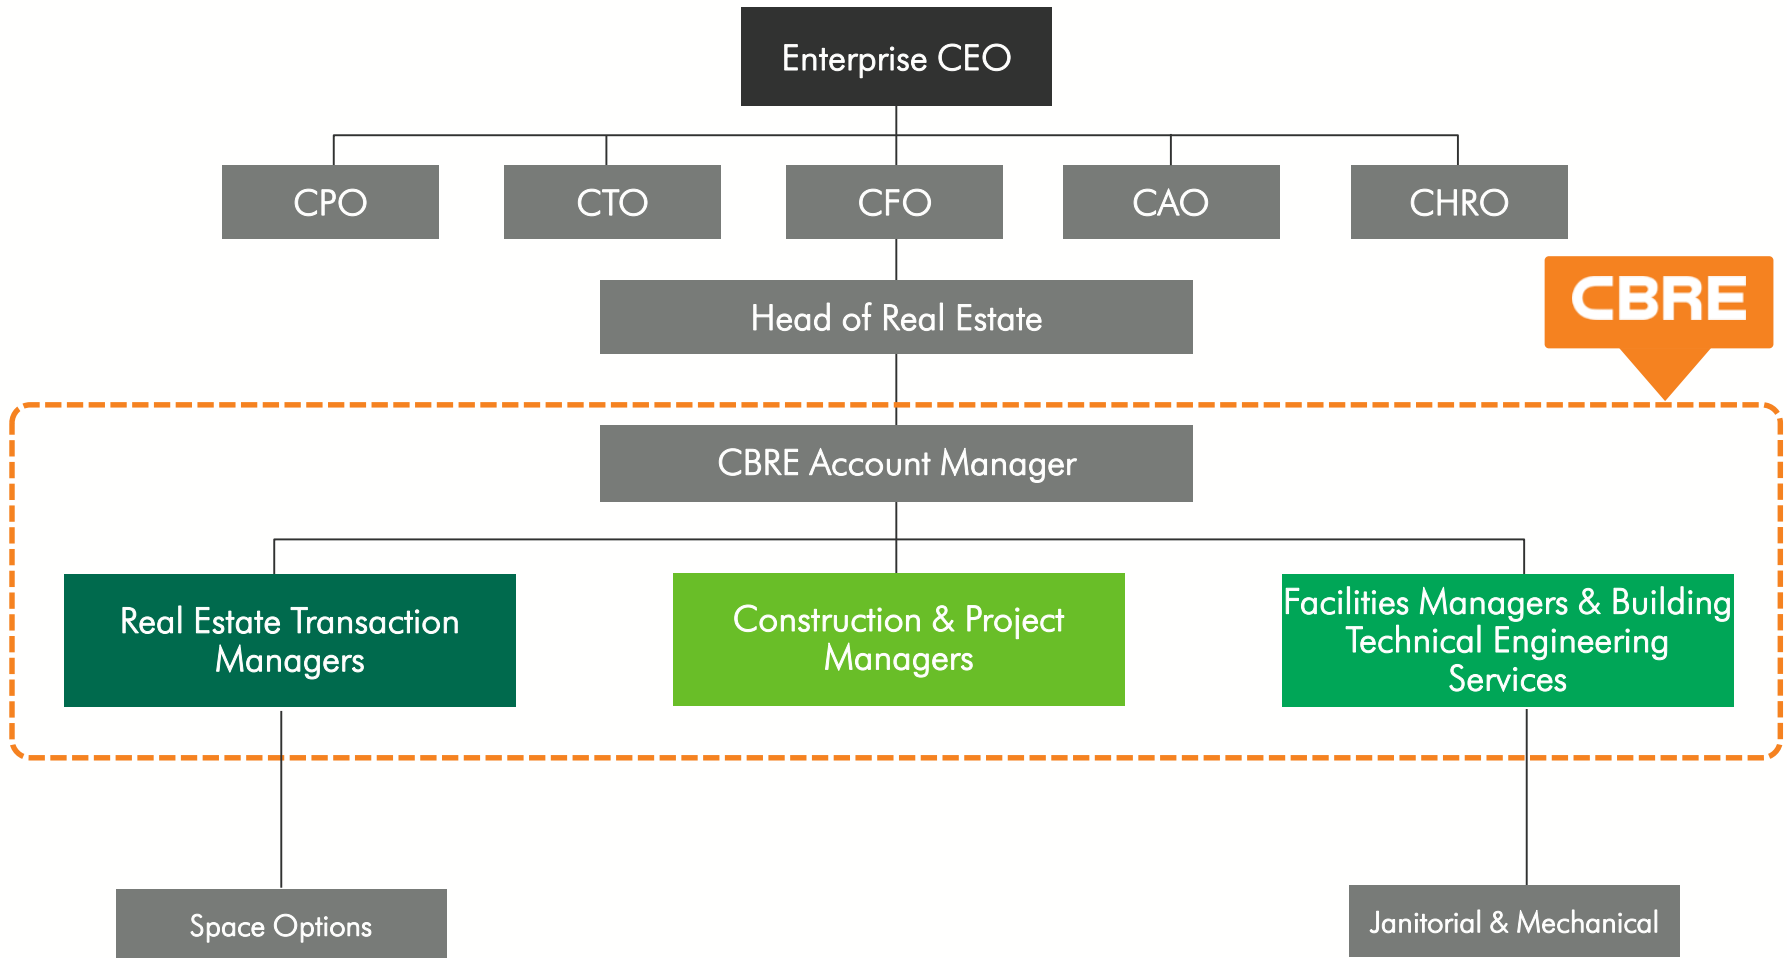 Enterprise CEO
CPO
CTO
CFO
CAO
CHRO
Head of Real Estate
CBRE
CBRE Account Manager
Real Estate Transaction
Managers
Construction & Project
Managers
Facilities Managers & Building
Technical Engineering
Services
Space Options
Janitorial & Mechanical